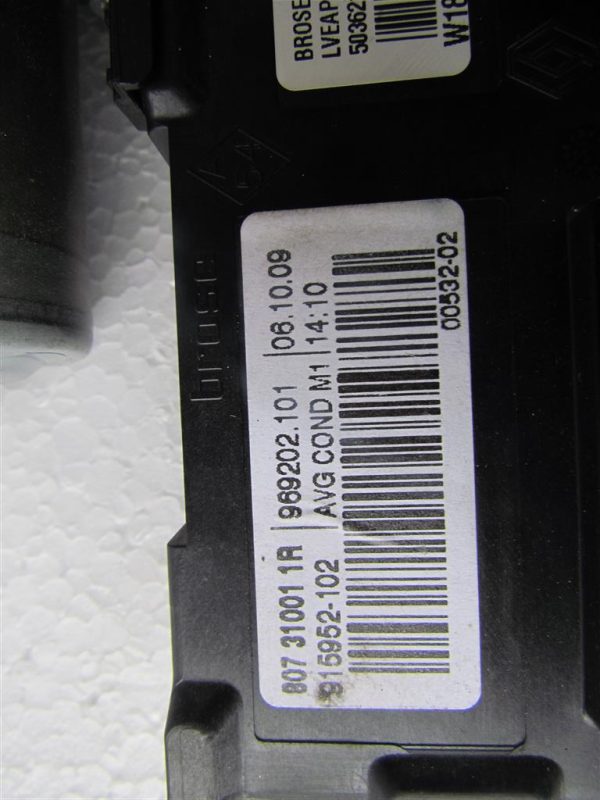 BROSE
LVEAP
50362
W18
brose
807 31001 1R | 969202.101 | 06.10.09
915952-102 | AVG COND M1 | 14:10
00532-02